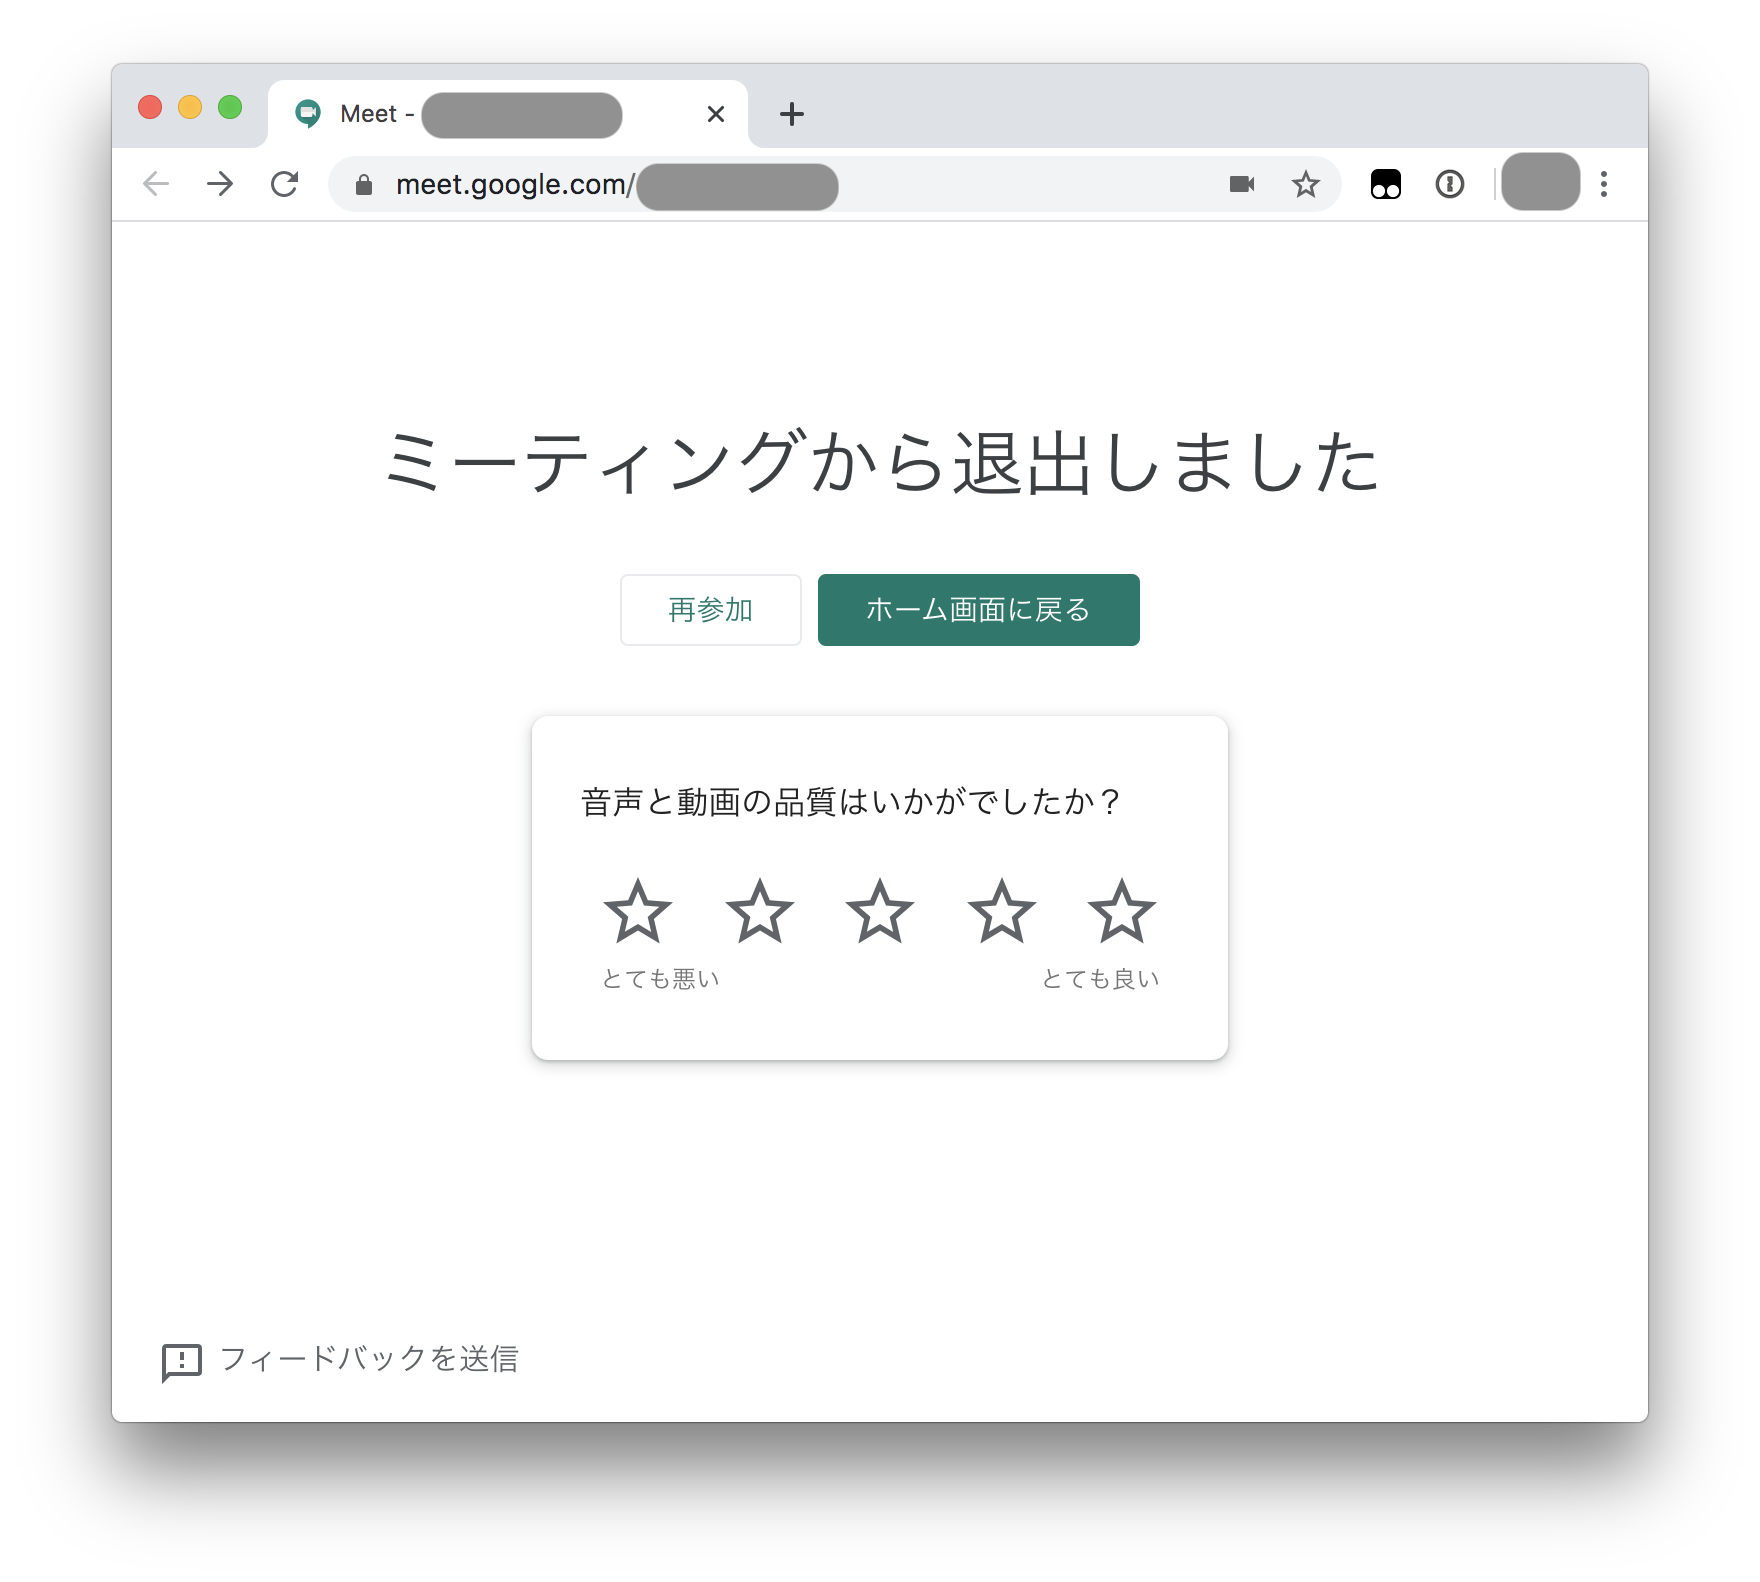 Meet -
meet.google.com/
ミーティングから退出しました
再参加
ホーム画面に戻る
音声と動画の品質はいかがでしたか？
とても悪い
とても良い
フィードバックを送信